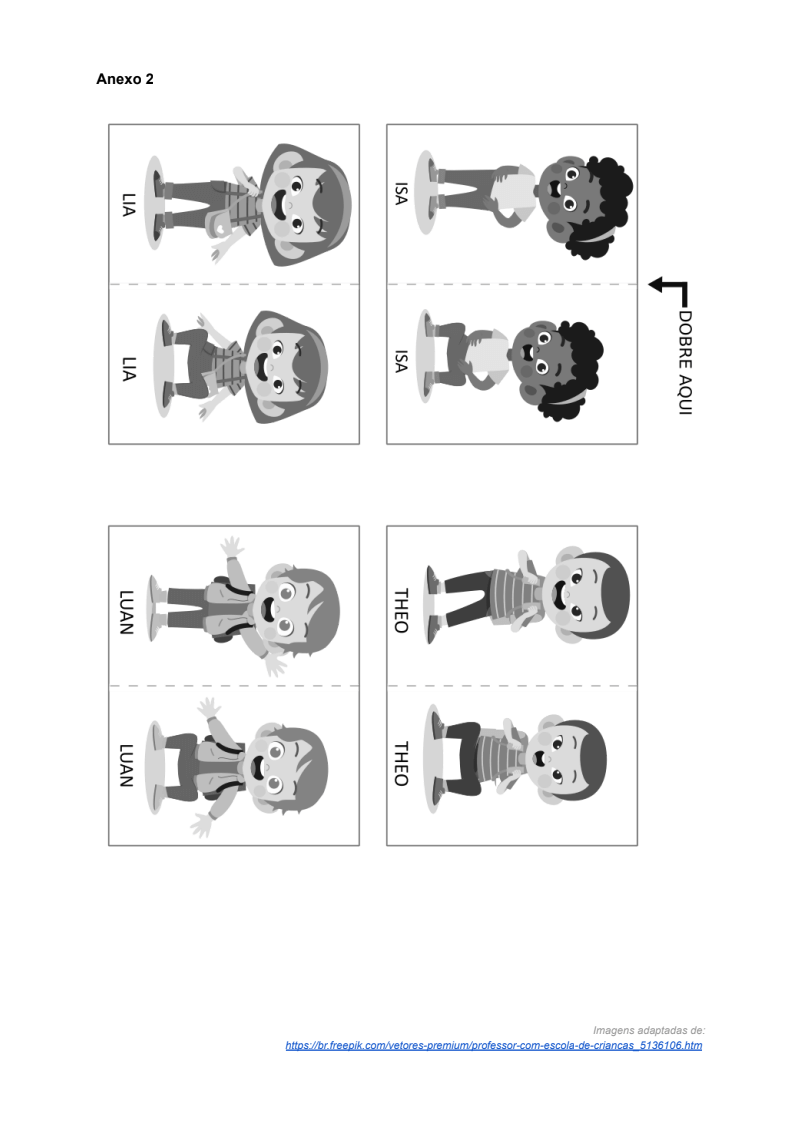 Anexo 2
LIA
ISA
DOBRE AQUI
LIA
ISA
LUAN
THEO
LUAN
THEO
Imagens adaptadas de:
https://br.freepik.com/vetores-premium/professor-com-escola-de-criancas_5136106.htm